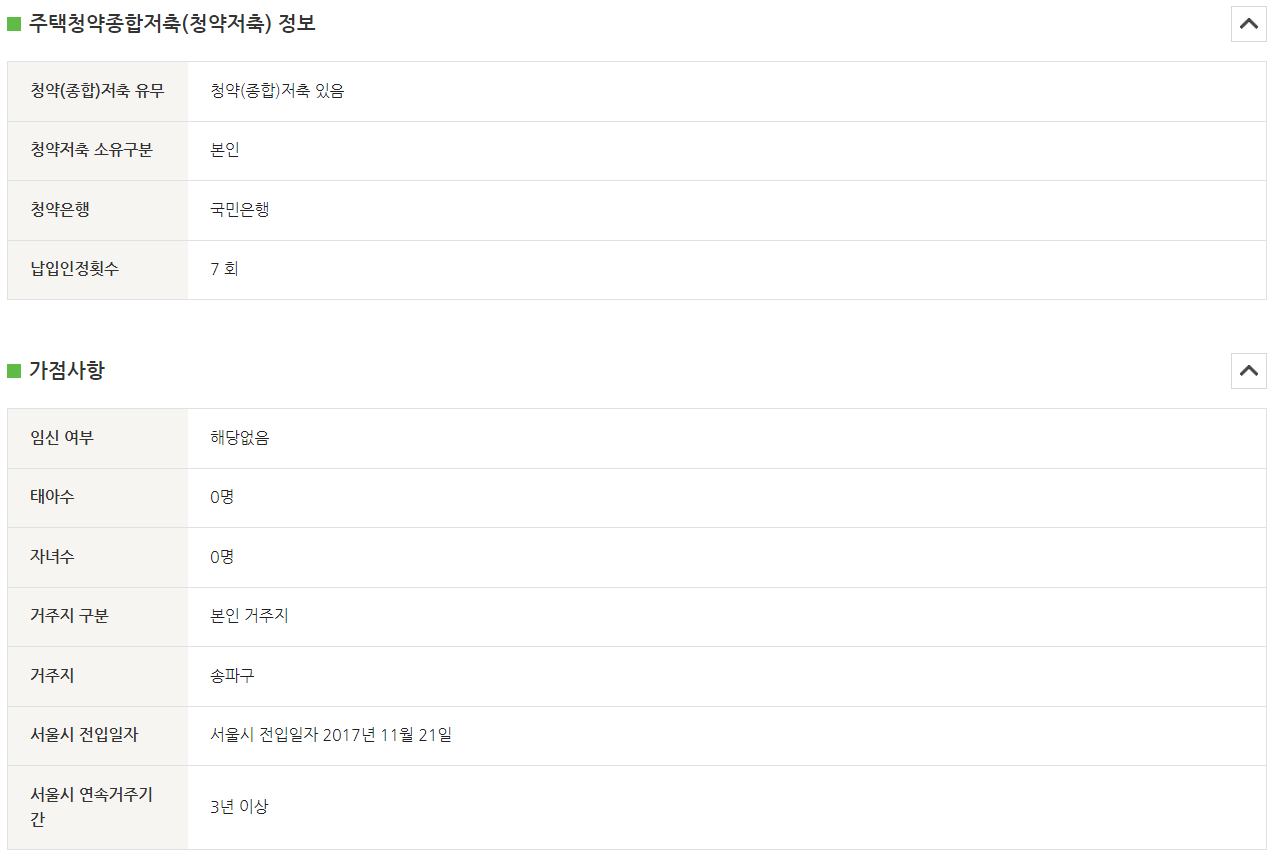 주택청약종합저축(청약저축) 정보
청약(종합)저축 유무 청약(종합)저축 있음
청약저축 소유구분 본인
청약은행 국민은행
납입인정횟수 7 회
가점사항
임신 여부 해당없음
태아수 0명
자녀수 0명
거주지 구분 본인 거주지
거주지 송파구
서울시 전입일자 서울시 전입일자 2017년 11월 21일
서울시 연속거주기
간
3년 이상